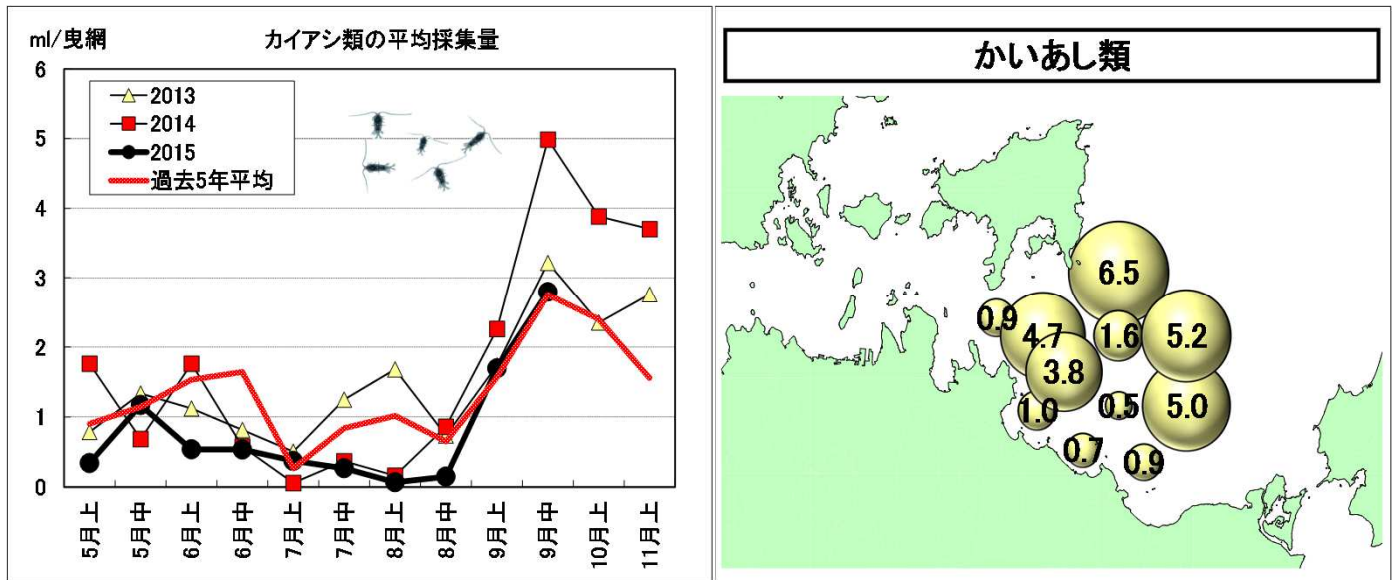 ml/曳網
カイアシ類の平均採集量
6
5
4
3
2
1
0
2013
2014
2015
過去5年平均
5月上
5月中
6月上
6月中
7月上
7月中
8月上
8月中
9月上
9月中
10月上
11月上
かいあし類
6.5
0.9
4.7
1.6
5.2
3.8
1.0
0.5
5.0
0.7
0.9